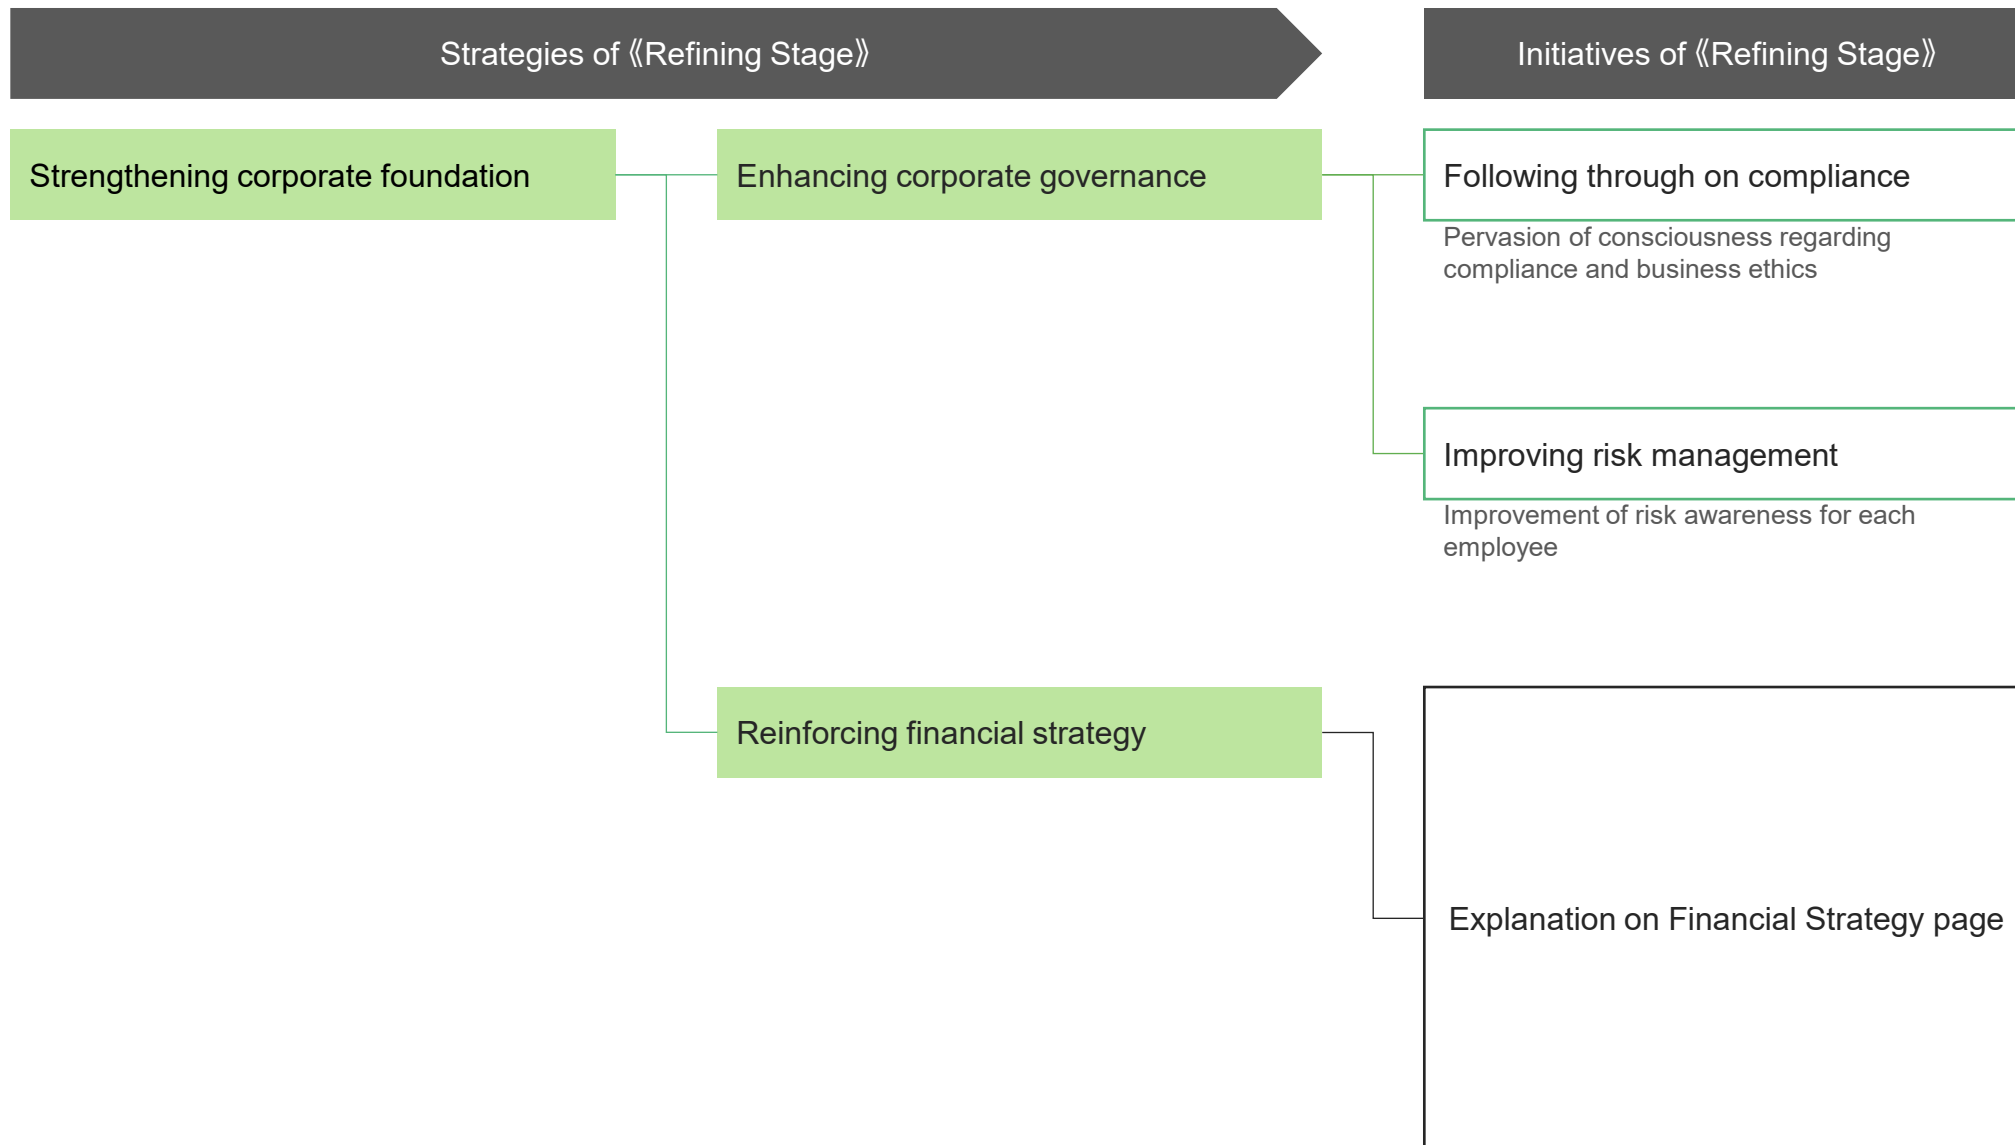 Strategies of 《Refining Stage》
Initiatives of 《Refining Stage》
Strengthening corporate foundation
Enhancing corporate governance
Following through on compliance
Pervasion of consciousness regarding
compliance and business ethics
Improving risk management
Improvement of risk awareness for each
employee
Reinforcing financial strategy
Explanation on Financial Strategy page